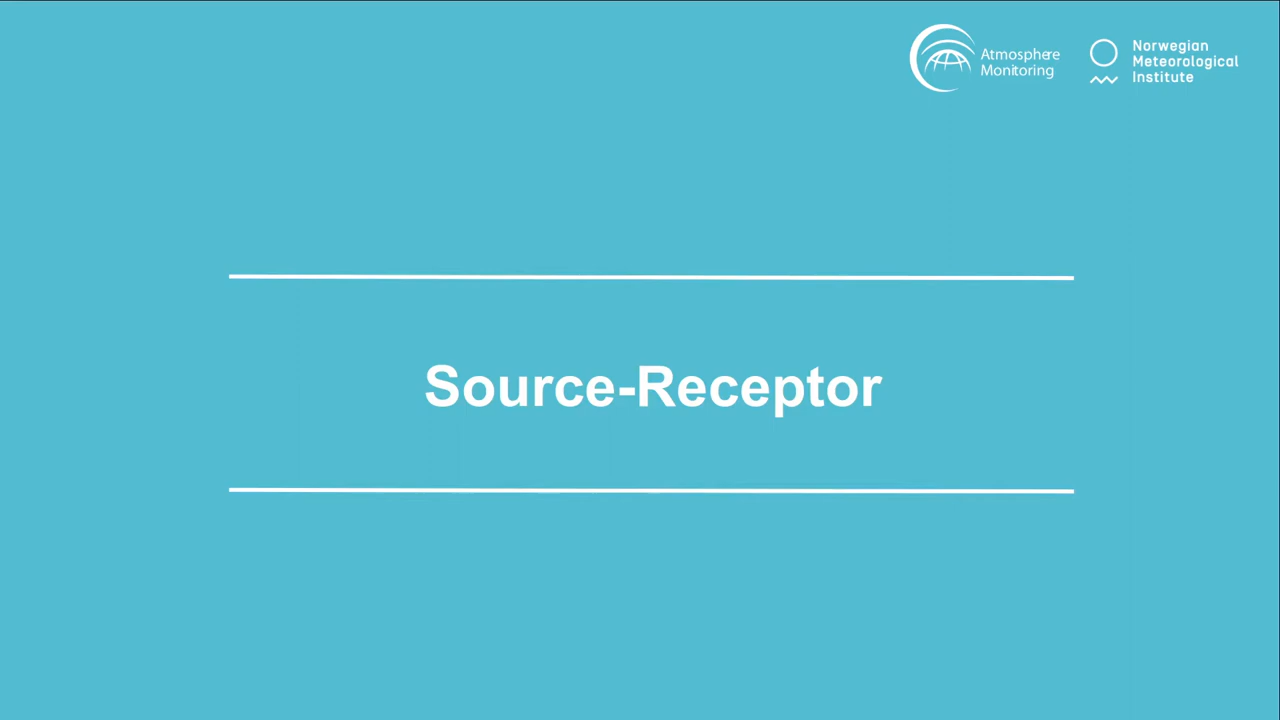 Atmosphere
Monitoring
Norwegian
Meteorological
Institute
Source-Receptor